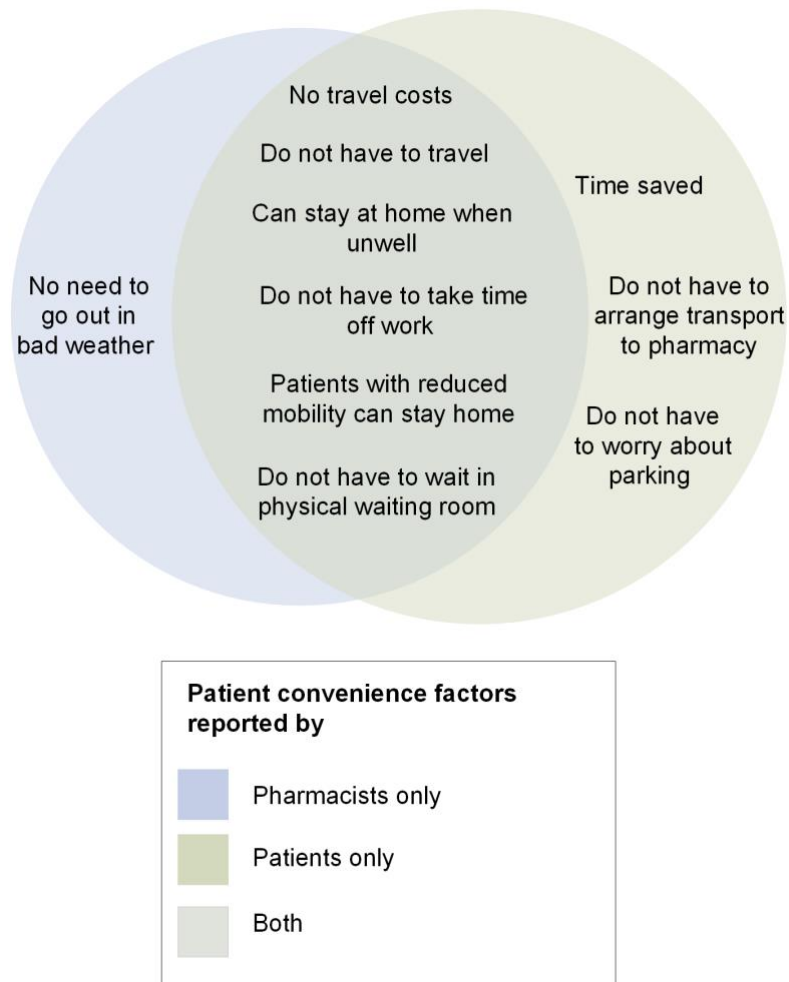 No travel costs
Do not have to travel
Can stay at home when
unwell
Do not have to take time
off work
Patients with reduced
mobility can stay home
Do not have to wait in
physical waiting room
No need to
go out in
bad weather
Time saved
Do not have to
arrange transport
to pharmacy
Do not have
to worry about
parking
Patient convenience factors
reported by
Pharmacists only
Patients only
Both